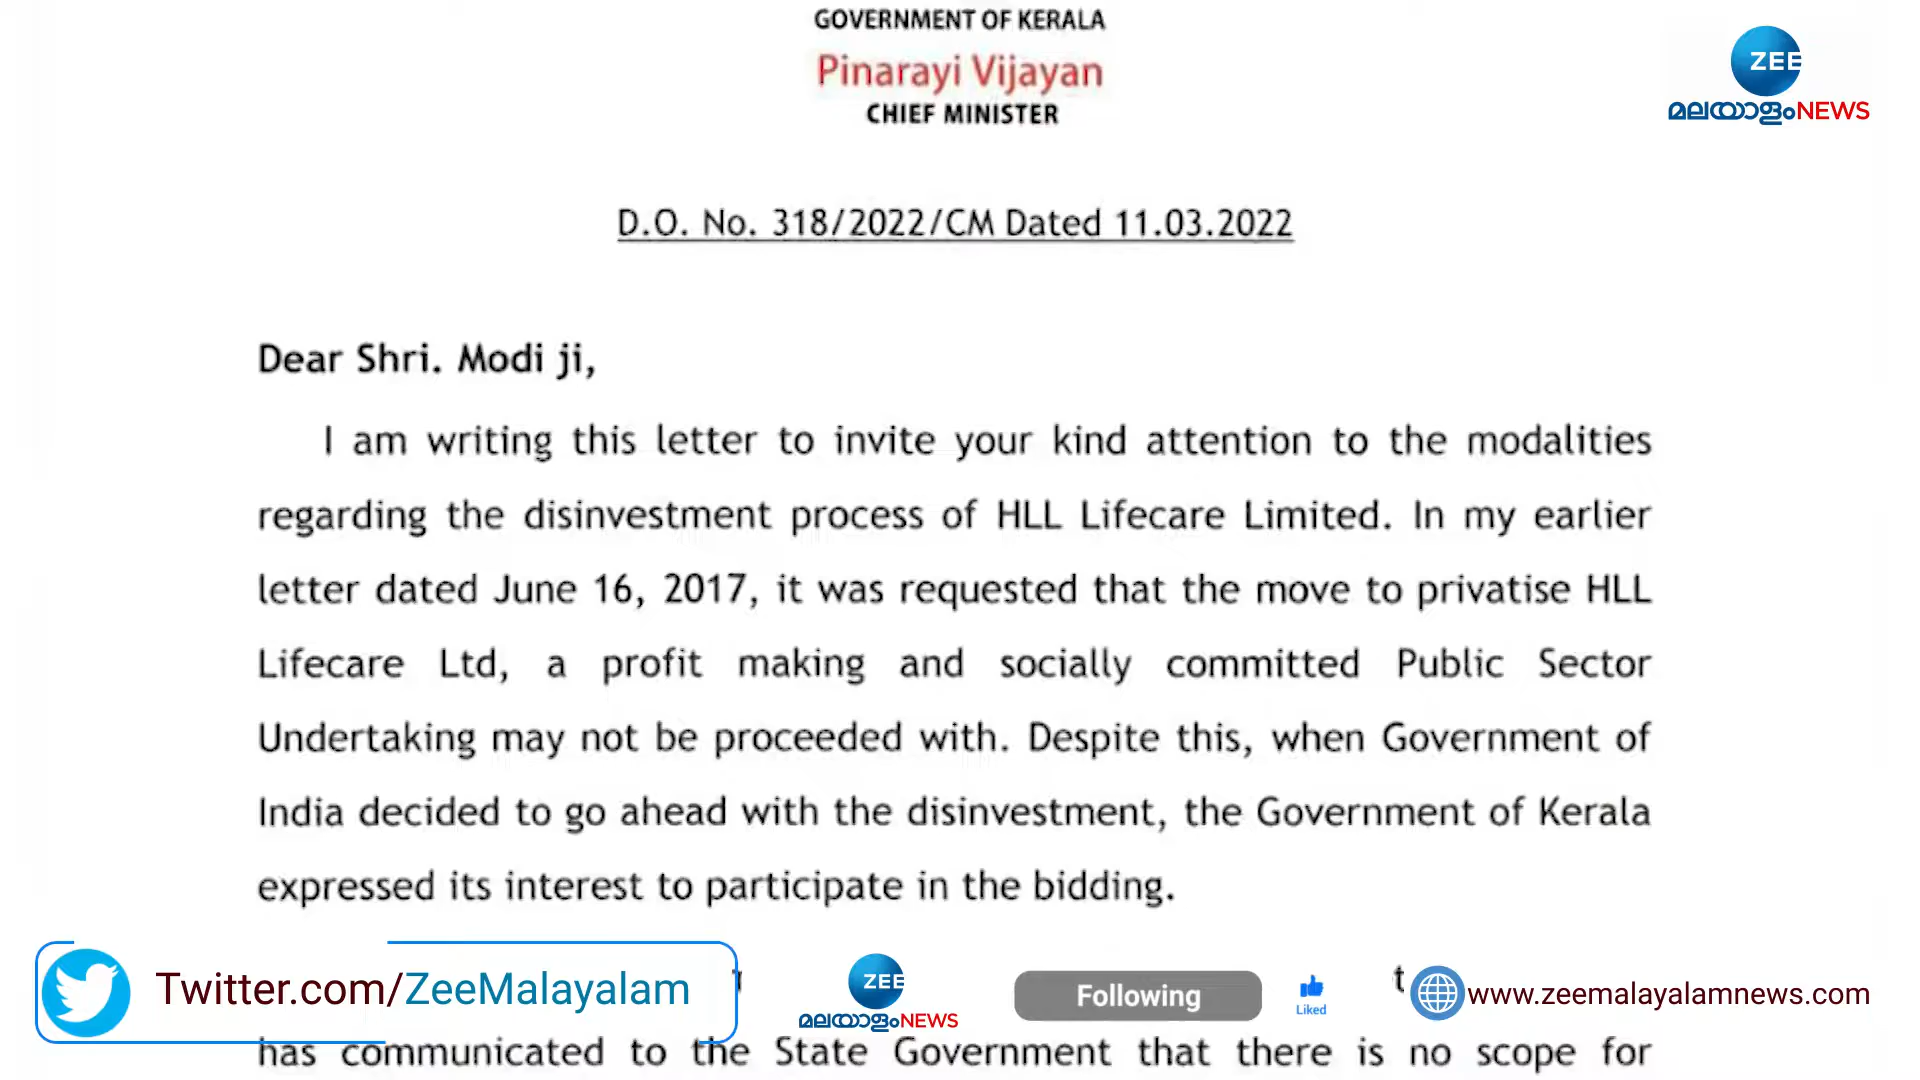 GOVERNMENT OF KERALA
Pinarayi Vijayan
CHIEF MINISTER
ZEE
മലയാളംNEWS
D.O. No. 318/2022/CM Dated 11.03.2022
Dear Shri. Modi ji,
I am writing this letter to invite your kind attention to the modalities
regarding the disinvestment process of HLL Lifecare Limited. In my earlier
letter dated June 16, 2017, it was requested that the move to privatise HLL
Lifecare Ltd, a profit making and socially committed Public Sector
Undertaking may not be proceeded with. Despite this, when Government of
India decided to go ahead with the disinvestment, the Government of Kerala
expressed its interest to participate in the bidding.
Twitter.com/ZeeMalayalam
ZEE
മലയാളംNEWS
Following
Liked
www.zeemalayalamnews.com
has communicated to the State Government that there is no scope for